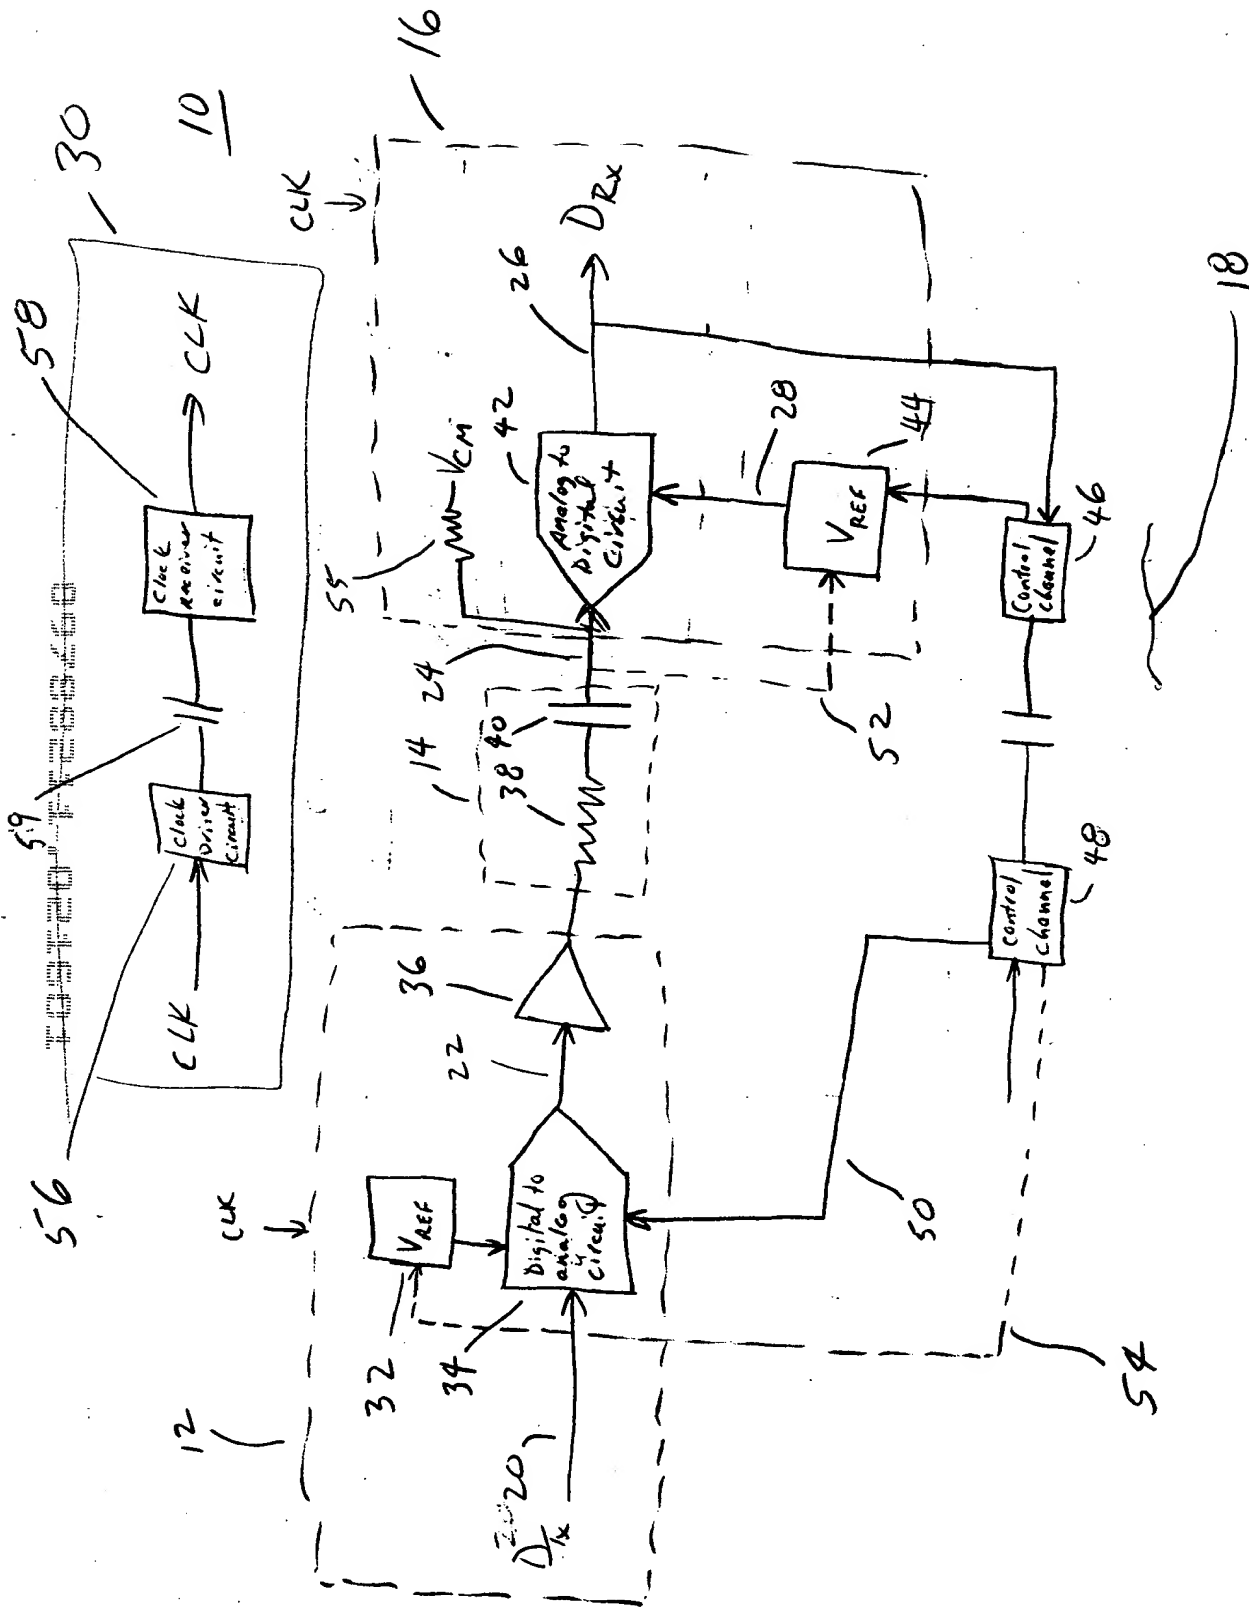 10
30
59
58
56
CLK
Clock
Driver
Circuit
Clock
receiver
circuit
CLK
12
CLK
32
VREF
34
Digital to
analog
circuit
DTx
20
22
36
14
38
40
24
16
CLK
55
VCM
42
Analog to
Digital
Circuit
26
DRx
28
44
VREF
52
46
Control
channel
48
control
channel
50
54
18